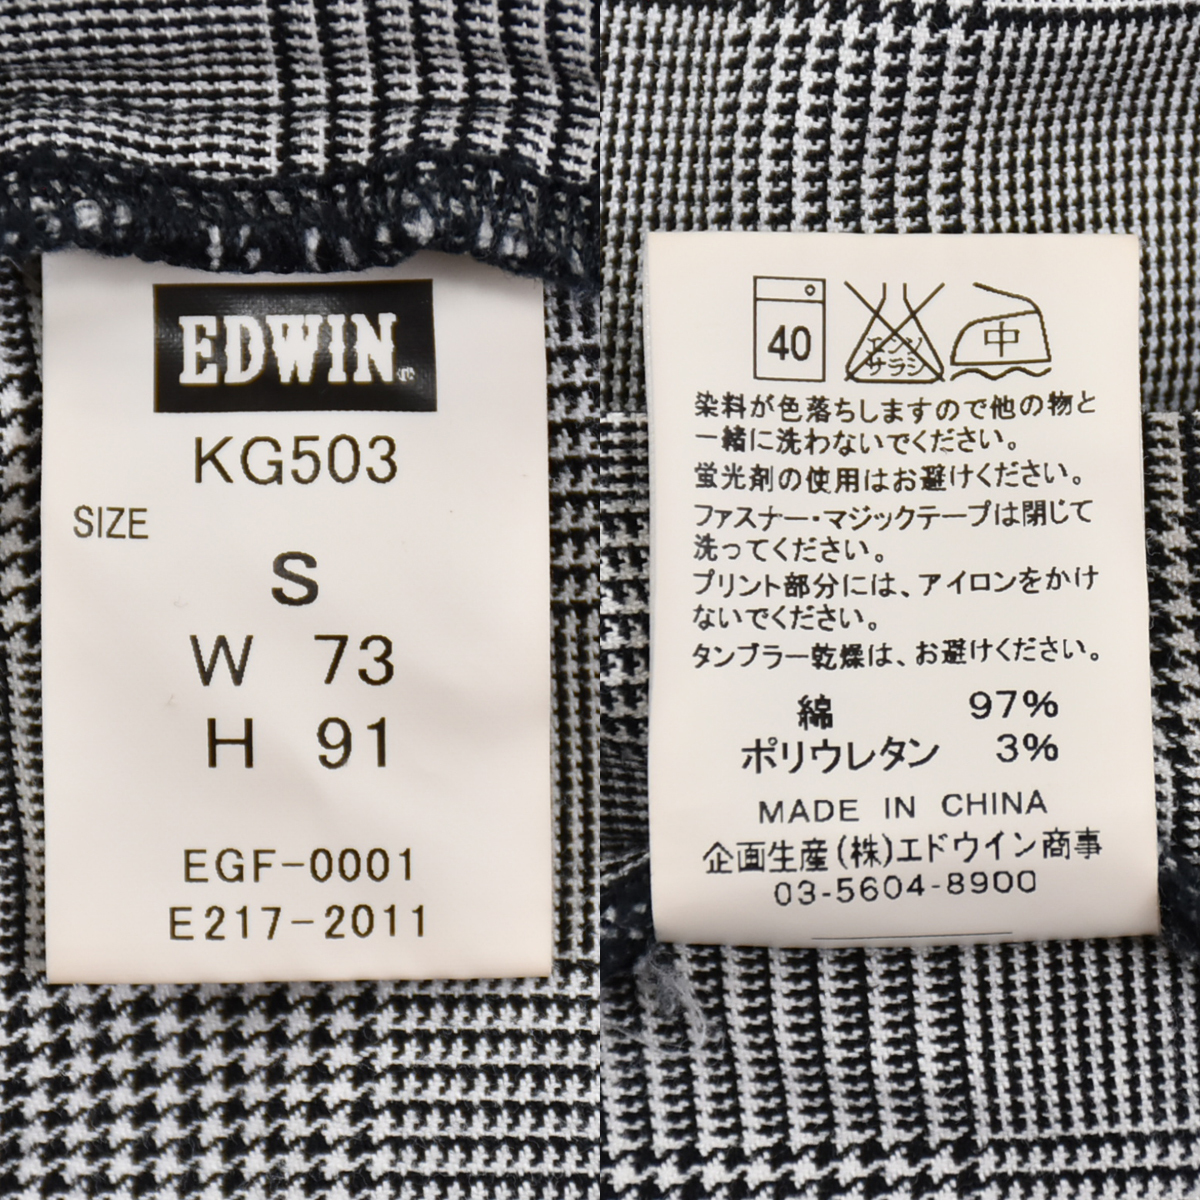 EDWIN
KG503
SIZE
S
W 73
H 91
EGF-0001
E217-2011
40
エンソ
サラシ
中
染料が色落ちしますので他の物と
一緒に洗わないでください。
蛍光剤の使用はお避けください。
ファスナー・マジックテープは閉じて
洗ってください。
プリント部分には、アイロンをかけ
ないでください。
タンブラー乾燥は、お避けください。
綿 97%
ポリウレタン 3%
MADE IN CHINA
企画生産(株)エドウイン商事
03-5604-8900